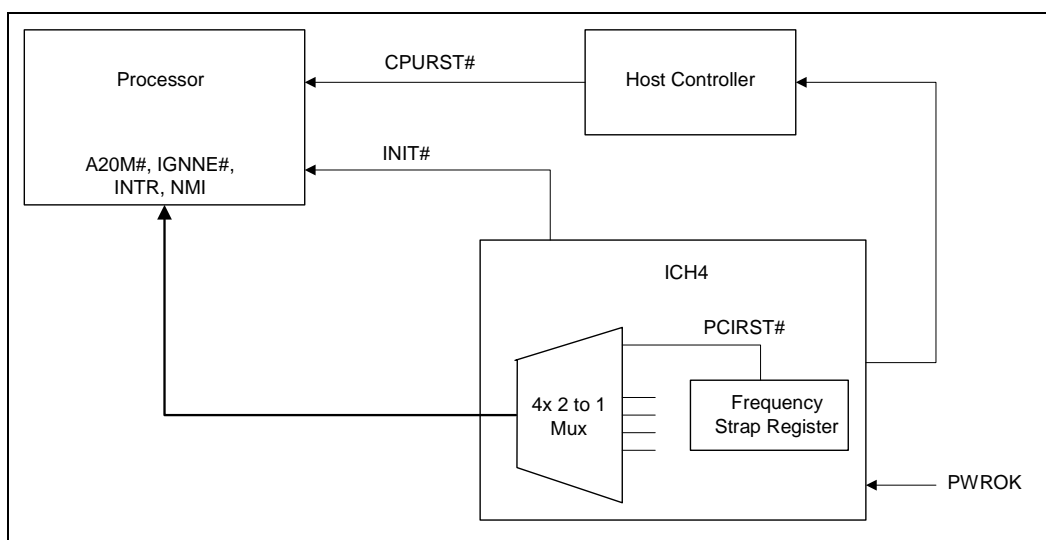 Processor
CPURST#
Host Controller
A20M#, IGNNE#,
INTR, NMI
INIT#
ICH4
PCIRST#
4x 2 to 1
Mux
Frequency
Strap Register
PWROK